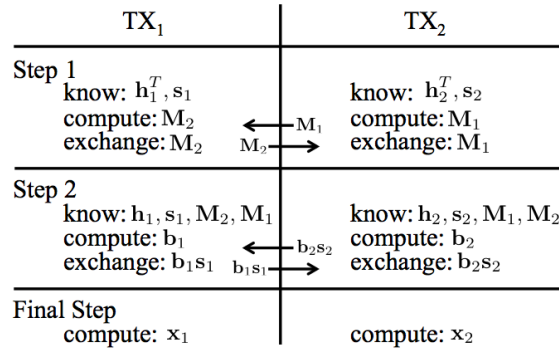 TX₁ TX₂
Step 1
know: h₁ᵀ, s₁ know: h₂ᵀ, s₂
compute: M₂ M₁ compute: M₁
exchange: M₂ M₂ exchange: M₁
Step 2
know: h₁, s₁, M₂, M₁ know: h₂, s₂, M₁, M₂
compute: b₁ b₂s₂ compute: b₂
exchange: b₁s₁ b₁s₁ exchange: b₂s₂
Final Step
compute: x₁ compute: x₂